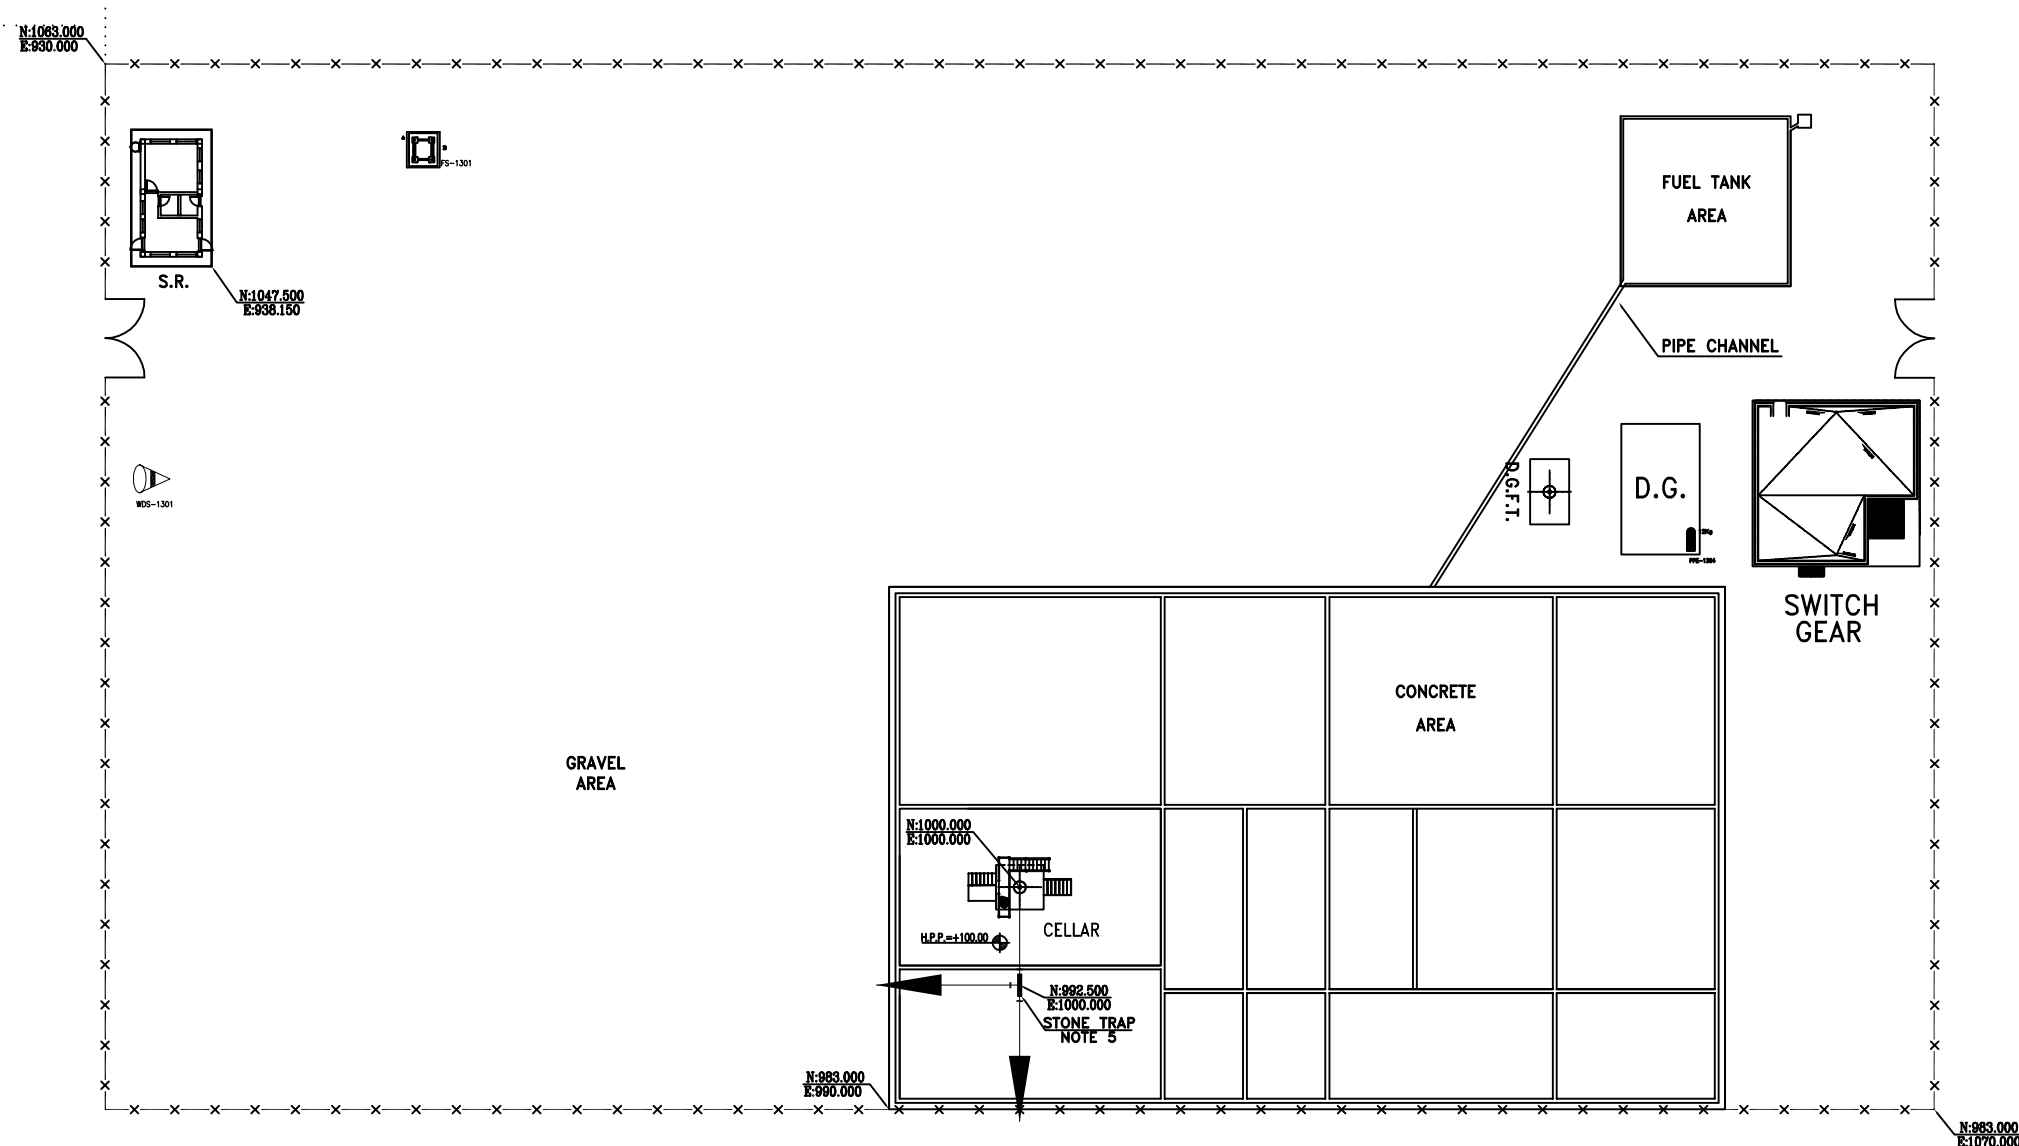 N:1063.000
E:930.000
S.R.
N:1047.500
E:938.150
FS-1301
FUEL TANK
AREA
PIPE CHANNEL
WDS-1301
D.G.F.T.
D.G.
SWITCH
GEAR
CONCRETE
AREA
GRAVEL
AREA
N:1000.000
E:1000.000
CELLAR
H.P.P.=+100.00
N:992.500
E:1000.000
STONE TRAP
NOTE 5
N:983.000
E:990.000
N:983.000
E:1070.000